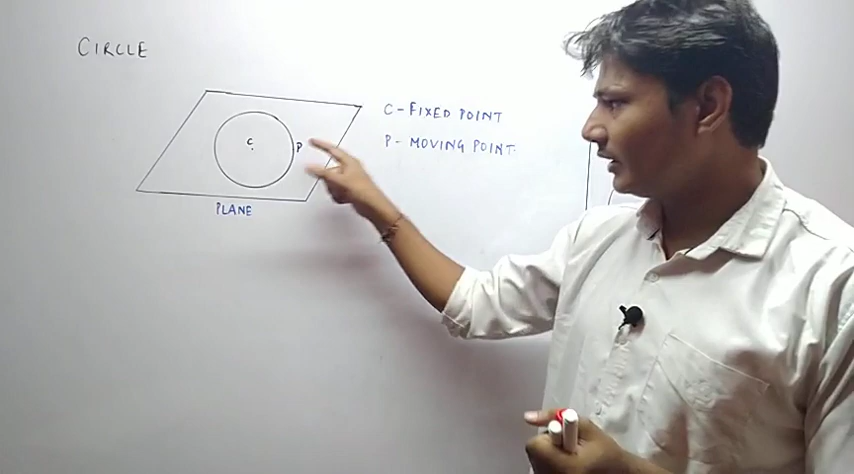 CIRCLE
C - FIXED POINT
C
P
P - MOVING POINT.
PLANE